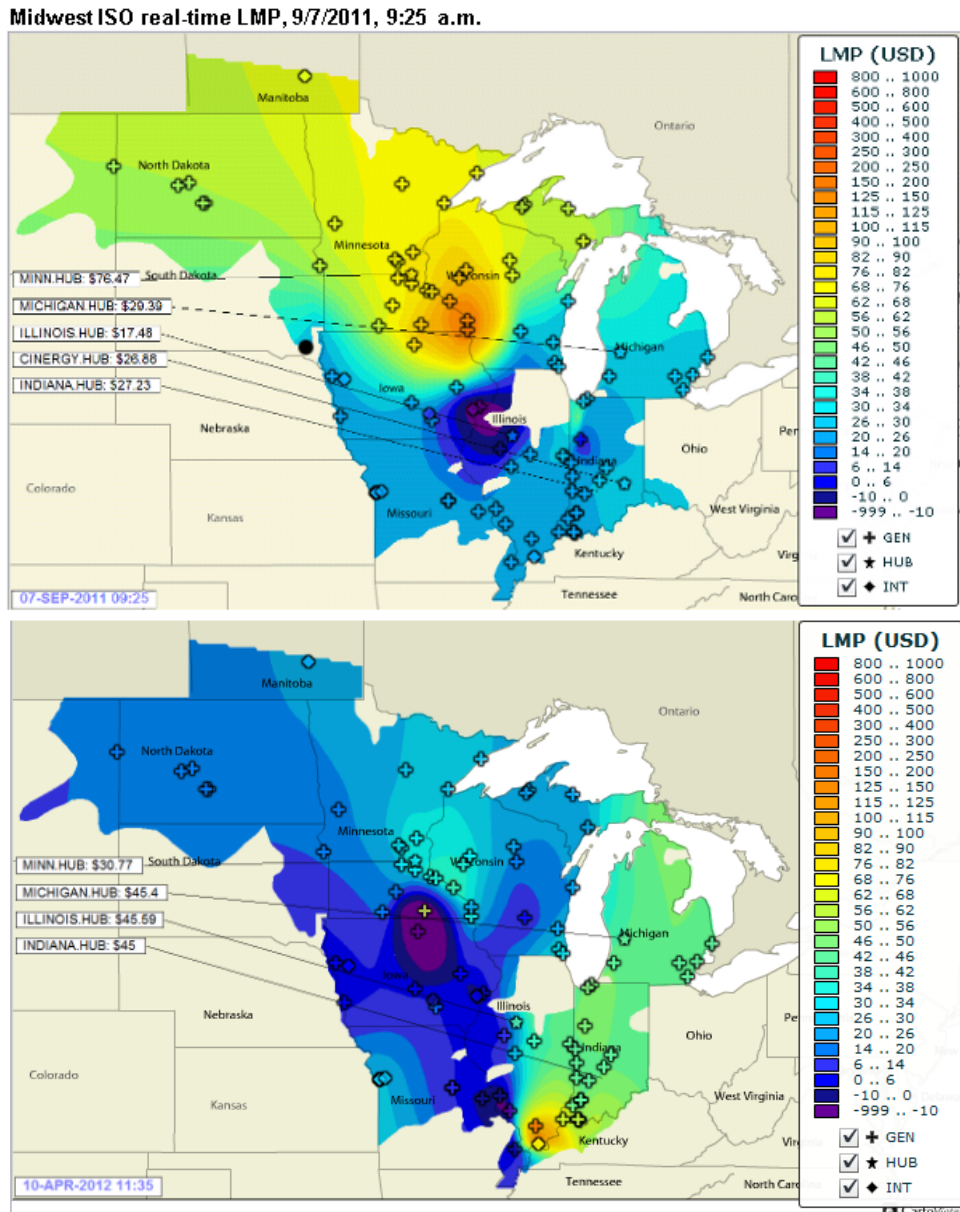 Midwest ISO real-time LMP, 9/7/2011, 9:25 a.m.
Manitoba
Ontario
North Dakota
Minnesota
South Dakota
Wisconsin
MINN.HUB: $76.47
MICHIGAN.HUB: $29.39
ILLINOIS.HUB: $17.48
CINERGY.HUB: $26.88
INDIANA.HUB: $27.23
Michigan
Iowa
Illinois
Nebraska
Indiana
Ohio
Colorado
Kansas
Missouri
West Virginia
Kentucky
Tennessee
North Caro
Pen
Virg
07-SEP-2011 09:25
LMP (USD)
800 .. 1000
600 .. 800
500 .. 600
400 .. 500
300 .. 400
250 .. 300
200 .. 250
150 .. 200
125 .. 150
115 .. 125
100 .. 115
90 .. 100
82 .. 90
76 .. 82
68 .. 76
62 .. 68
56 .. 62
50 .. 56
46 .. 50
42 .. 46
38 .. 42
34 .. 38
30 .. 34
26 .. 30
20 .. 26
14 .. 20
6 .. 14
0 .. 6
-10 .. 0
-999 .. -10
GEN
HUB
INT
Manitoba
Ontario
North Dakota
Minnesota
South Dakota
Wisconsin
MINN.HUB: $30.77
MICHIGAN.HUB: $45.4
ILLINOIS.HUB: $45.59
INDIANA.HUB: $45
Michigan
Iowa
Illinois
Nebraska
Indiana
Ohio
Colorado
Kansas
Missouri
West Virginia
Kentucky
Tennessee
North Caro
10-APR-2012 11:35
LMP (USD)
800 .. 1000
600 .. 800
500 .. 600
400 .. 500
300 .. 400
250 .. 300
200 .. 250
150 .. 200
125 .. 150
115 .. 125
100 .. 115
90 .. 100
82 .. 90
76 .. 82
68 .. 76
62 .. 68
56 .. 62
50 .. 56
46 .. 50
42 .. 46
38 .. 42
34 .. 38
30 .. 34
26 .. 30
20 .. 26
14 .. 20
6 .. 14
0 .. 6
-10 .. 0
-999 .. -10
GEN
HUB
INT